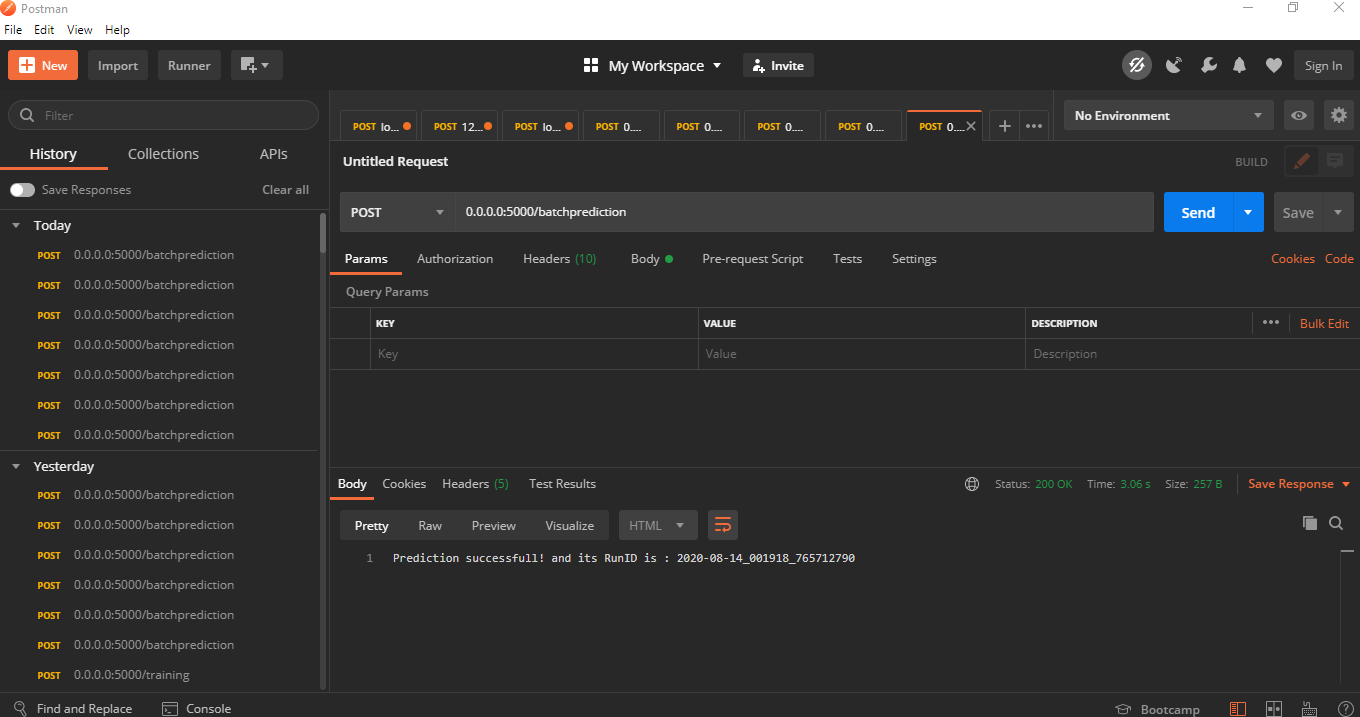 Postman
File Edit View Help
New Import Runner My Workspace Invite Sign In
Filter
History Collections APIs
Save Responses Clear all
Today
POST 0.0.0.0:5000/batchprediction
POST 0.0.0.0:5000/batchprediction
POST 0.0.0.0:5000/batchprediction
POST 0.0.0.0:5000/batchprediction
POST 0.0.0.0:5000/batchprediction
POST 0.0.0.0:5000/batchprediction
POST 0.0.0.0:5000/batchprediction
Yesterday
POST 0.0.0.0:5000/batchprediction
POST 0.0.0.0:5000/batchprediction
POST 0.0.0.0:5000/batchprediction
POST 0.0.0.0:5000/batchprediction
POST 0.0.0.0:5000/batchprediction
POST 0.0.0.0:5000/batchprediction
POST 0.0.0.0:5000/training
POST lo... POST 12... POST lo... POST 0.... POST 0.... POST 0.... POST 0.... POST 0.... No Environment
Untitled Request BUILD
POST 0.0.0.0:5000/batchprediction Send Save
Params Authorization Headers (10) Body Pre-request Script Tests Settings Cookies Code
Query Params
KEY VALUE DESCRIPTION Bulk Edit
Key Value Description
Body Cookies Headers (5) Test Results Status: 200 OK Time: 3.06 s Size: 257 B Save Response
Pretty Raw Preview Visualize HTML
1 Prediction successfull! and its RunID is : 2020-08-14_001918_765712790
Find and Replace Console Bootcamp